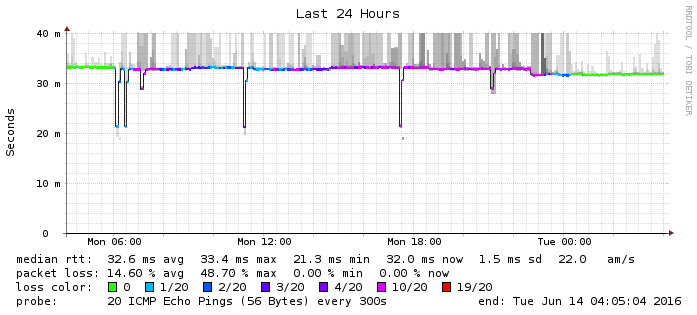 Last 24 Hours
RRDTOOL / TOBI OETIKER
Seconds
40 m
30 m
20 m
10 m
0
Mon 06:00 Mon 12:00 Mon 18:00 Tue 00:00
median rtt: 32.6 ms avg 33.4 ms max 21.3 ms min 32.0 ms now 1.5 ms sd 22.0 am/s
packet loss: 14.60 % avg 48.70 % max 0.00 % min 0.00 % now
loss color: 0 1/20 2/20 3/20 4/20 10/20 19/20
probe: 20 ICMP Echo Pings (56 Bytes) every 300s end: Tue Jun 14 04:05:04 2016